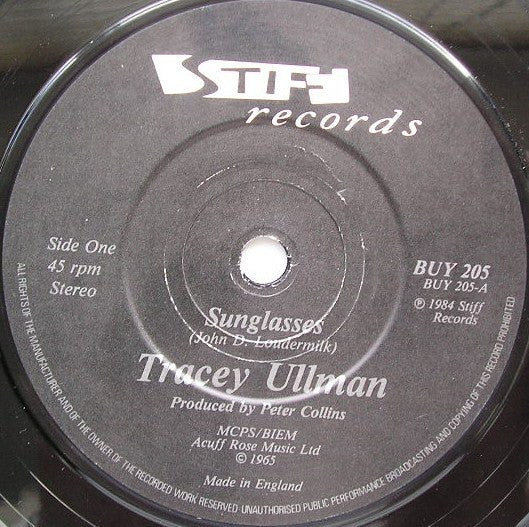 STIFF
records
Side One
45 rpm
Stereo
BUY 205
BUY 205-A
℗ 1984 Stiff
Records
Sunglasses
(John D. Loudermilk)
Tracey Ullman
Produced by Peter Collins
MCPS/BIEM
Acuff Rose Music Ltd
© 1965
Made in England
ALL RIGHTS OF THE MANUFACTURER AND OF THE OWNER OF THE RECORDED WORK RESERVED UNAUTHORISED PUBLIC PERFORMANCE BROADCASTING AND COPYING OF THIS RECORD PROHIBITED